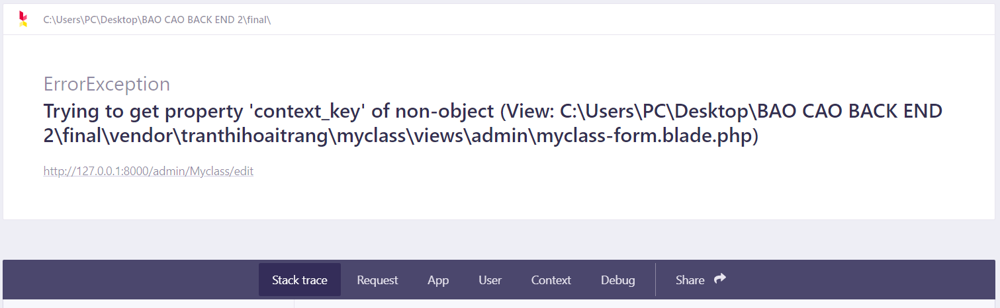 C:\Users\PC\Desktop\BAO CAO BACK END 2\final\
ErrorException
Trying to get property 'context_key' of non-object (View: C:\Users\PC\Desktop\BAO CAO BACK END
2\final\vendor\tranthihoaitrang\myclass\views\admin\myclass-form.blade.php)
http://127.0.0.1:8000/admin/Myclass/edit
Stack trace Request App User Context Debug Share